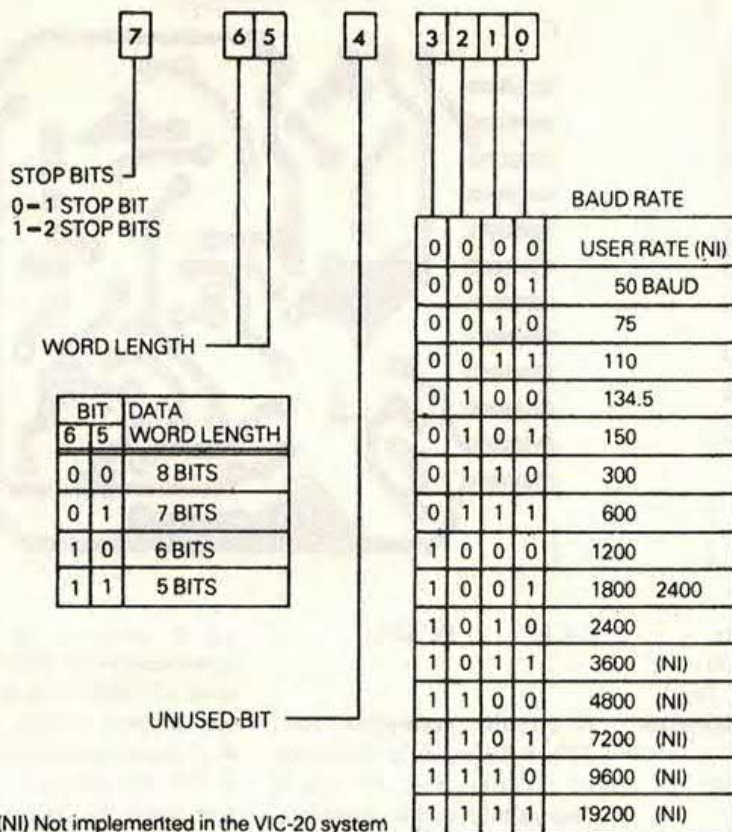 7 6 5 4 3 2 1 0
STOP BITS
0-1 STOP BIT
1-2 STOP BITS
WORD LENGTH
BIT DATA
6 5 WORD LENGTH
0 0 8 BITS
0 1 7 BITS
1 0 6 BITS
1 1 5 BITS
UNUSED BIT
BAUD RATE
0 0 0 0 USER RATE (NI)
0 0 0 1 50 BAUD
0 0 1 0 75
0 0 1 1 110
0 1 0 0 134.5
0 1 0 1 150
0 1 1 0 300
0 1 1 1 600
1 0 0 0 1200
1 0 0 1 1800 2400
1 0 1 0 2400
1 0 1 1 3600 (NI)
1 1 0 0 4800 (NI)
1 1 0 1 7200 (NI)
1 1 1 0 9600 (NI)
1 1 1 1 19200 (NI)
(NI) Not implemented in the VIC-20 system